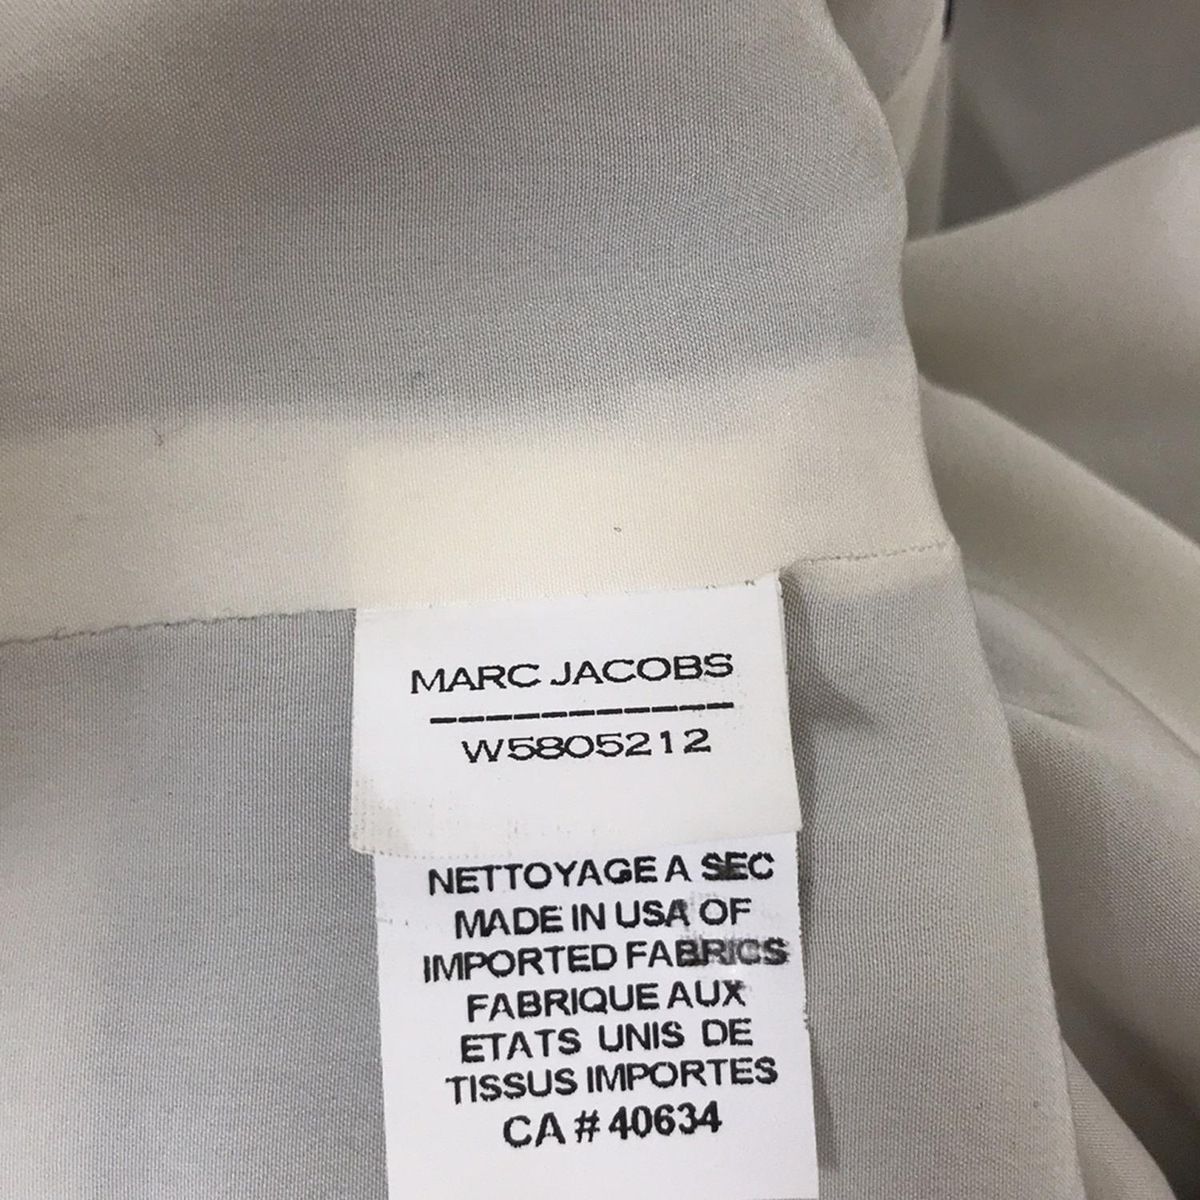 MARC JACOBS
W5805212
NETTOYAGE A SEC
MADE IN USA OF
IMPORTED FABRICS
FABRIQUE AUX
ETATS UNIS DE
TISSUS IMPORTES
CA # 40634